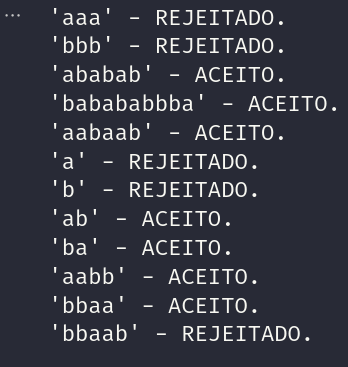 'aaa' - REJEITADO.
'bbb' - REJEITADO.
'ababab' - ACEITO.
'babababbba' - ACEITO.
'aabaab' - ACEITO.
'a' - REJEITADO.
'b' - REJEITADO.
'ab' - ACEITO.
'ba' - ACEITO.
'aabb' - ACEITO.
'bbaa' - ACEITO.
'bbaab' - REJEITADO.